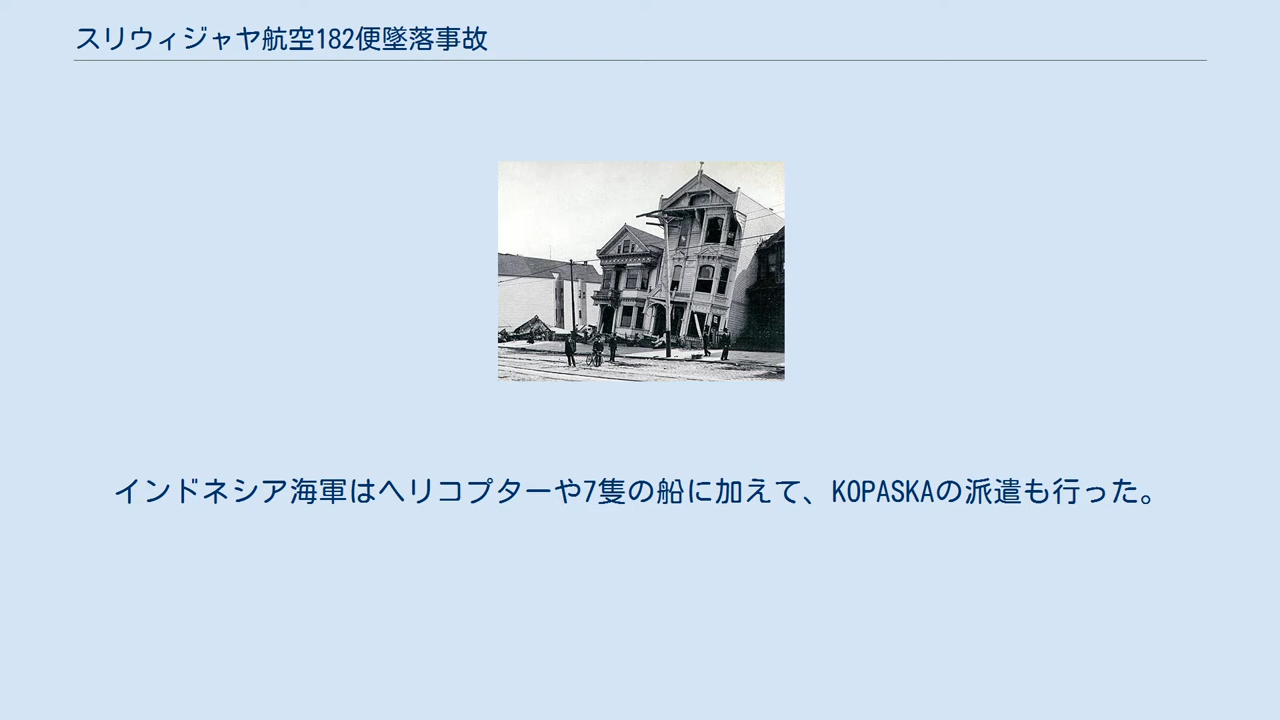 スリウィジャヤ航空182便墜落事故
インドネシア海軍はヘリコプターや7隻の船に加えて、KOPASKAの派遣も行った。